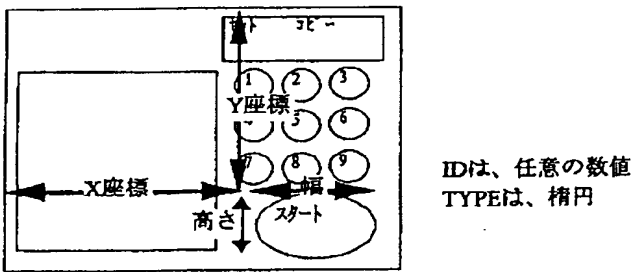 コピー
1 2 3
Y座標
5 6
7 8 9
X座標
幅
高さ
スタート
IDは、任意の数値
TYPEは、楕円